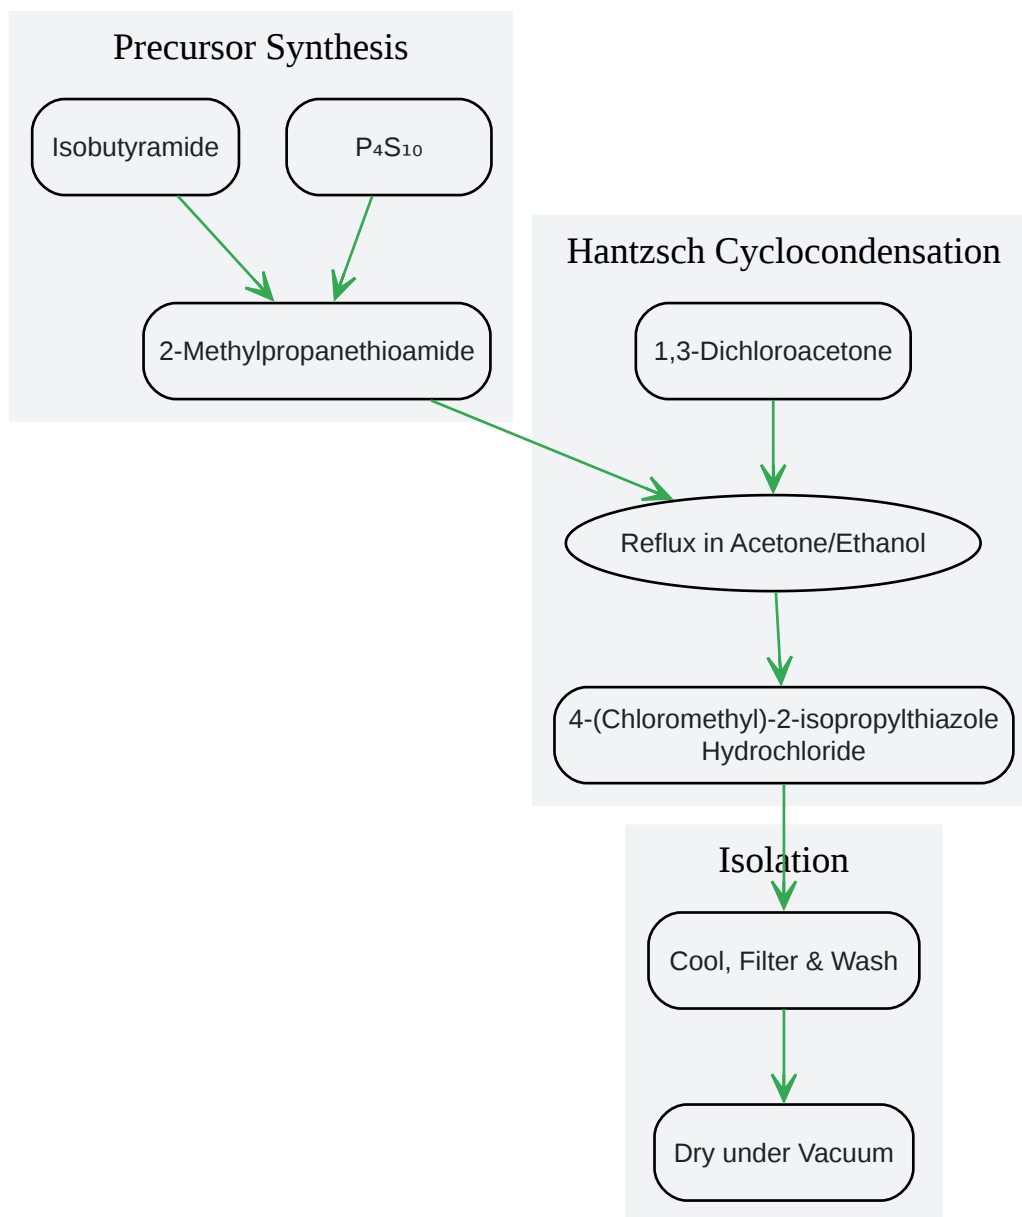 Precursor Synthesis
Isobutyramide
P₄S₁₀
2-Methylpropanethioamide
Hantzsch Cyclocondensation
1,3-Dichloroacetone
Reflux in Acetone/Ethanol
4-(Chloromethyl)-2-isopropylthiazole
Hydrochloride
Isolation
Cool, Filter & Wash
Dry under Vacuum